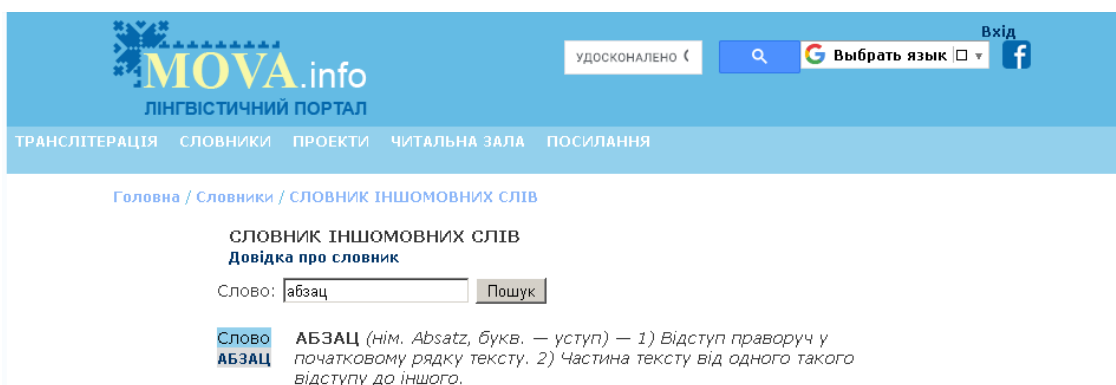 Вхід
MOVA.info
УДОСКОНАЛЕНО
Выбрать язык
ЛІНГВІСТИЧНИЙ ПОРТАЛ
ТРАНСЛІТЕРАЦІЯ СЛОВНИКИ ПРОЕКТИ ЧИТАЛЬНА ЗАЛА ПОСИЛАННЯ
Головна / Словники / СЛОВНИК ІНШОМОВНИХ СЛІВ
СЛОВНИК ІНШОМОВНИХ СЛІВ
Довідка про словник
Слово: абзац Пошук
Слово
АБЗАЦ
АБЗАЦ (нім. Absatz, букв. — уступ) — 1) Відступ праворуч у
початковому рядку тексту. 2) Частина тексту від одного такого
відступу до іншого.